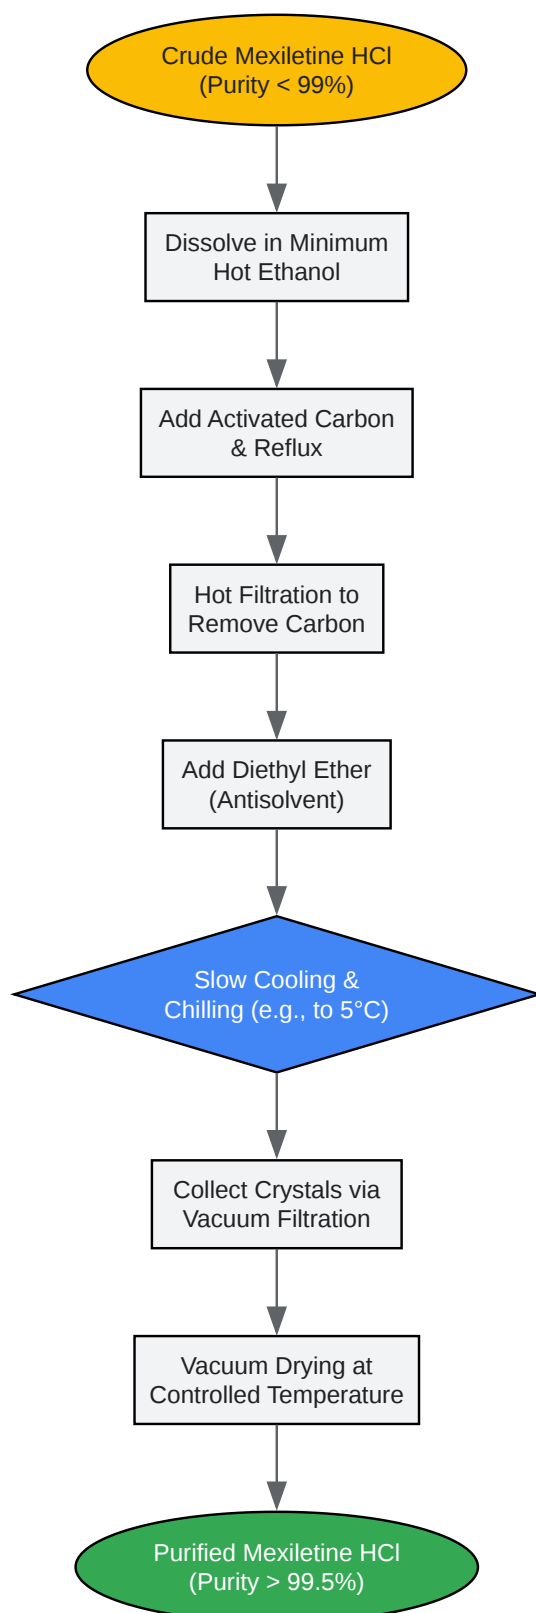 Crude Mexiletine HCl
(Purity < 99%)
Dissolve in Minimum
Hot Ethanol
Add Activated Carbon
& Reflux
Hot Filtration to
Remove Carbon
Add Diethyl Ether
(Antisolvent)
Slow Cooling &
Chilling (e.g., to 5°C)
Collect Crystals via
Vacuum Filtration
Vacuum Drying at
Controlled Temperature
Purified Mexiletine HCl
(Purity > 99.5%)